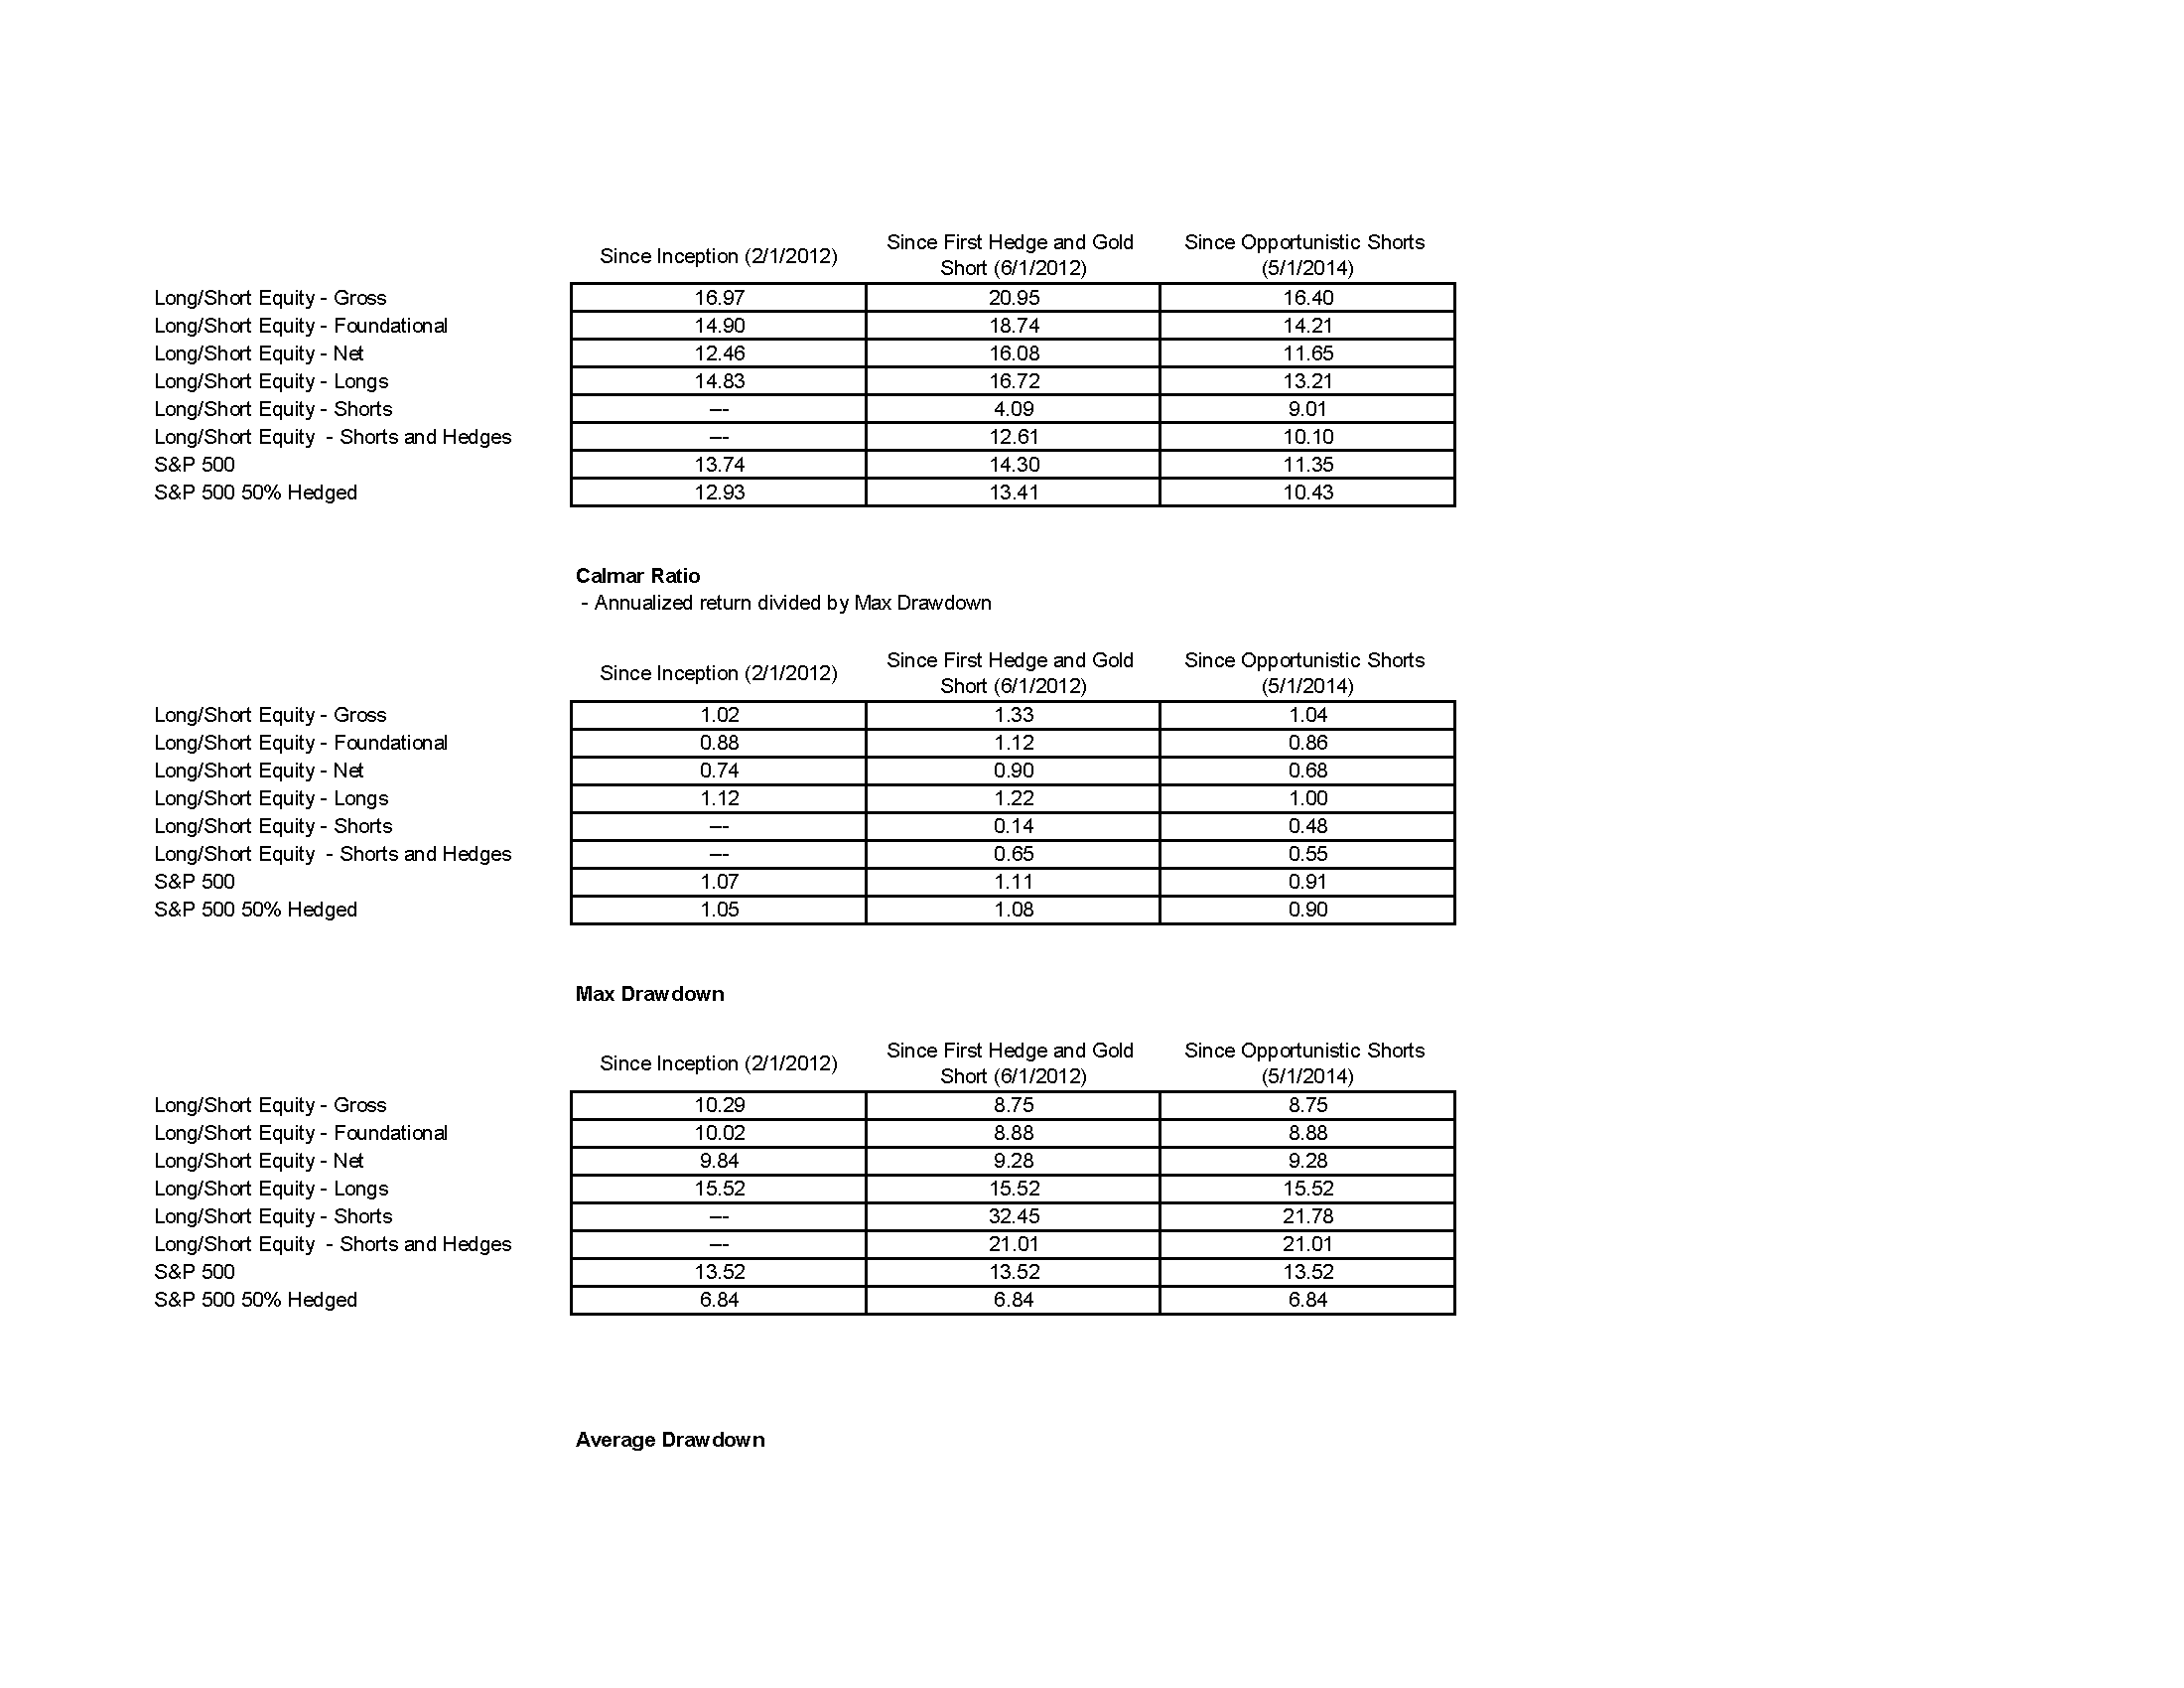 Since Inception (2/1/2012) Since First Hedge and Gold Short (6/1/2012) Since Opportunistic Shorts (5/1/2014)
Long/Short Equity - Gross 16.97 20.95 16.40
Long/Short Equity - Foundational 14.90 18.74 14.21
Long/Short Equity - Net 12.46 16.08 11.65
Long/Short Equity - Longs 14.83 16.72 13.21
Long/Short Equity - Shorts --- 4.09 9.01
Long/Short Equity  - Shorts and Hedges --- 12.61 10.10
S&P 500 13.74 14.30 11.35
S&P 500 50% Hedged 12.93 13.41 10.43
Calmar Ratio
- Annualized return divided by Max Drawdown
Since Inception (2/1/2012) Since First Hedge and Gold Short (6/1/2012) Since Opportunistic Shorts (5/1/2014)
Long/Short Equity - Gross 1.02 1.33 1.04
Long/Short Equity - Foundational 0.88 1.12 0.86
Long/Short Equity - Net 0.74 0.90 0.68
Long/Short Equity - Longs 1.12 1.22 1.00
Long/Short Equity - Shorts --- 0.14 0.48
Long/Short Equity  - Shorts and Hedges --- 0.65 0.55
S&P 500 1.07 1.11 0.91
S&P 500 50% Hedged 1.05 1.08 0.90
Max Drawdown
Since Inception (2/1/2012) Since First Hedge and Gold Short (6/1/2012) Since Opportunistic Shorts (5/1/2014)
Long/Short Equity - Gross 10.29 8.75 8.75
Long/Short Equity - Foundational 10.02 8.88 8.88
Long/Short Equity - Net 9.84 9.28 9.28
Long/Short Equity - Longs 15.52 15.52 15.52
Long/Short Equity - Shorts --- 32.45 21.78
Long/Short Equity  - Shorts and Hedges --- 21.01 21.01
S&P 500 13.52 13.52 13.52
S&P 500 50% Hedged 6.84 6.84 6.84
Average Drawdown